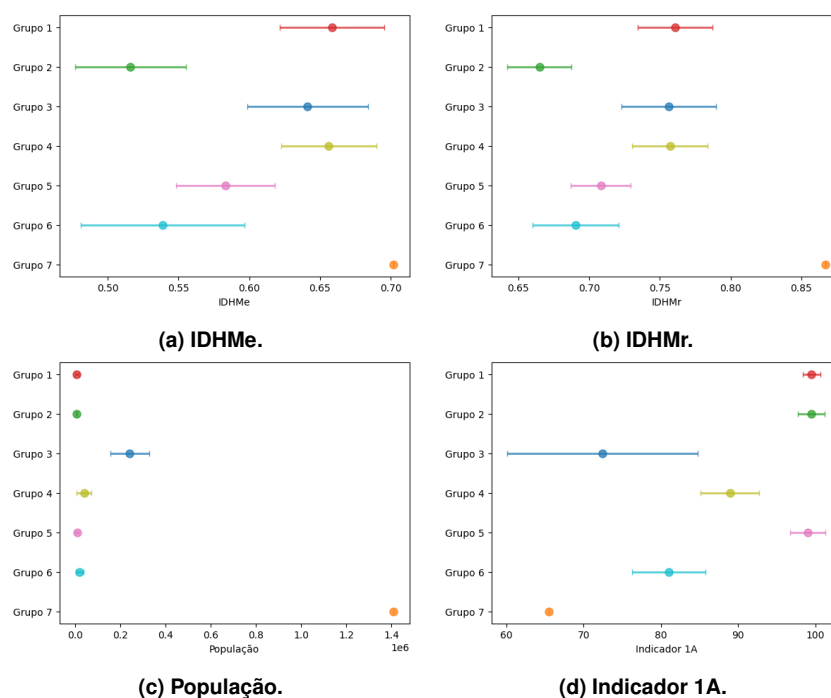 Grupo 1
Grupo 2
Grupo 3
Grupo 4
Grupo 5
Grupo 6
Grupo 7
0.50 0.55 0.60 0.65 0.70
IDHMe
(a) IDHMe.
Grupo 1
Grupo 2
Grupo 3
Grupo 4
Grupo 5
Grupo 6
Grupo 7
0.65 0.70 0.75 0.80 0.85
IDHMr
(b) IDHMr.
Grupo 1
Grupo 2
Grupo 3
Grupo 4
Grupo 5
Grupo 6
Grupo 7
0.0 0.2 0.4 0.6 0.8 1.0 1.2 1.4
População
1e6
(c) População.
Grupo 1
Grupo 2
Grupo 3
Grupo 4
Grupo 5
Grupo 6
Grupo 7
60 70 80 90 100
Indicador 1A
(d) Indicador 1A.